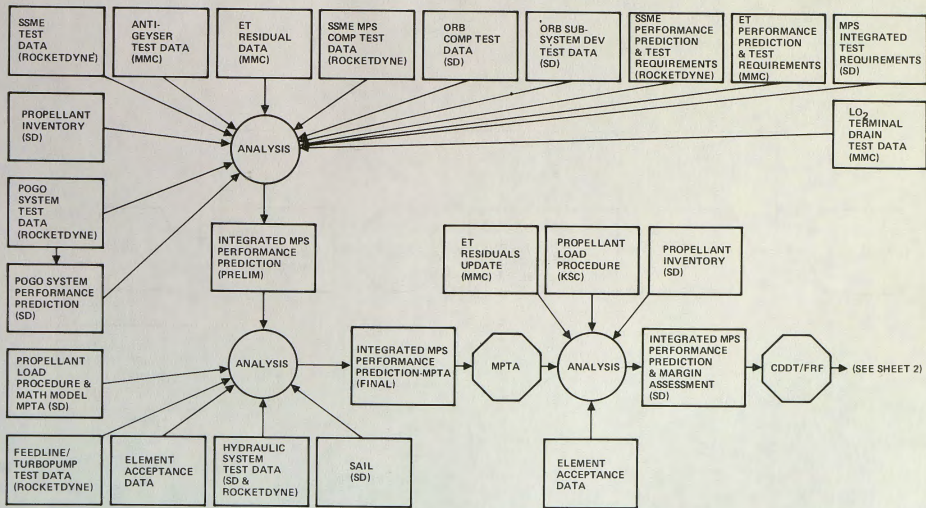 SSME
TEST
DATA
(ROCKETDYNE)
ANTI-
GEYSER
TEST DATA
(MMC)
ET
RESIDUAL
DATA
(MMC)
SSME MPS
COMP TEST
DATA
(ROCKETDYNE)
ORB
COMP TEST
DATA
(SD)
ORB SUB-
SYSTEM DEV
TEST DATA
(SD)
SSME
PERFORMANCE
PREDICTION
& TEST
REQUIREMENTS
(ROCKETDYNE)
ET
PERFORMANCE
PREDICTION
& TEST
REQUIREMENTS
(MMC)
MPS
INTEGRATED
TEST
REQUIREMENTS
(SD)
PROPELLANT
INVENTORY
(SD)
ANALYSIS
LO2
TERMINAL
DRAIN
TEST DATA
(MMC)
POGO
SYSTEM
TEST
DATA
(ROCKETDYNE)
POGO SYSTEM
PERFORMANCE
PREDICTION
(SD)
INTEGRATED MPS
PERFORMANCE
PREDICTION
(PRELIM)
ET
RESIDUALS
UPDATE
(MMC)
PROPELLANT
LOAD
PROCEDURE
(KSC)
PROPELLANT
INVENTORY
(SD)
PROPELLANT
LOAD
PROCEDURE &
MATH MODEL
MPTA (SD)
ANALYSIS
INTEGRATED MPS
PERFORMANCE
PREDICTION-MPTA
(FINAL)
MPTA
ANALYSIS
INTEGRATED MPS
PERFORMANCE
PREDICTION
& MARGIN
ASSESSMENT
(SD)
CDDT/FRF
(SEE SHEET 2)
FEEDLINE/
TURBOPUMP
TEST DATA
(ROCKETDYNE)
ELEMENT
ACCEPTANCE
DATA
HYDRAULIC
SYSTEM
TEST DATA
(SD &
ROCKETDYNE)
SAIL
(SD)
ELEMENT
ACCEPTANCE
DATA